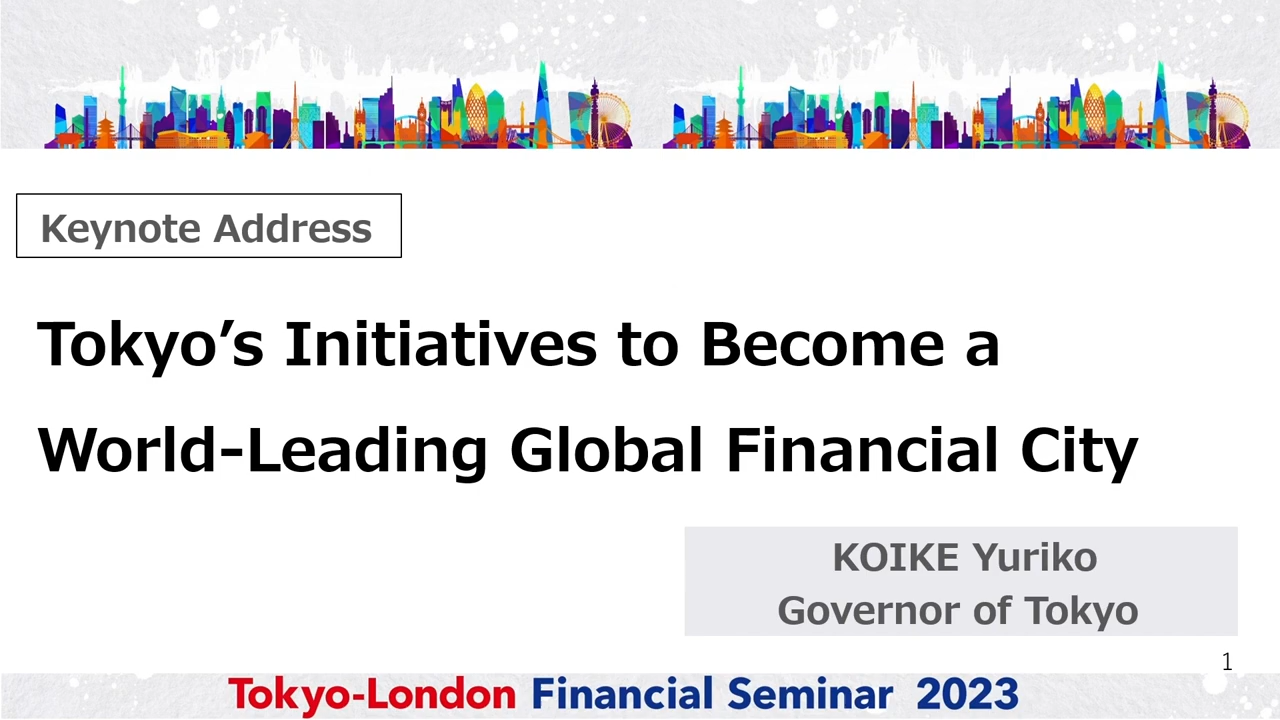 Keynote Address
Tokyo’s Initiatives to Become a
World-Leading Global Financial City
KOIKE Yuriko
Governor of Tokyo
1
Tokyo-London Financial Seminar 2023